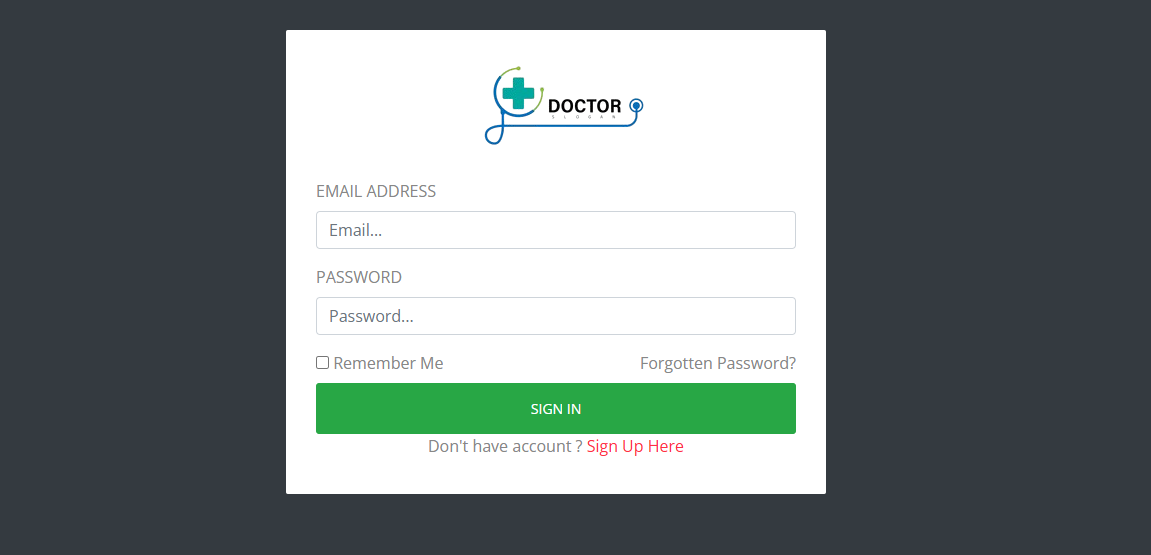 DOCTOR
SLOGAN
EMAIL ADDRESS
Email...
PASSWORD
Password...
Remember Me Forgotten Password?
SIGN IN
Don't have account ? Sign Up Here